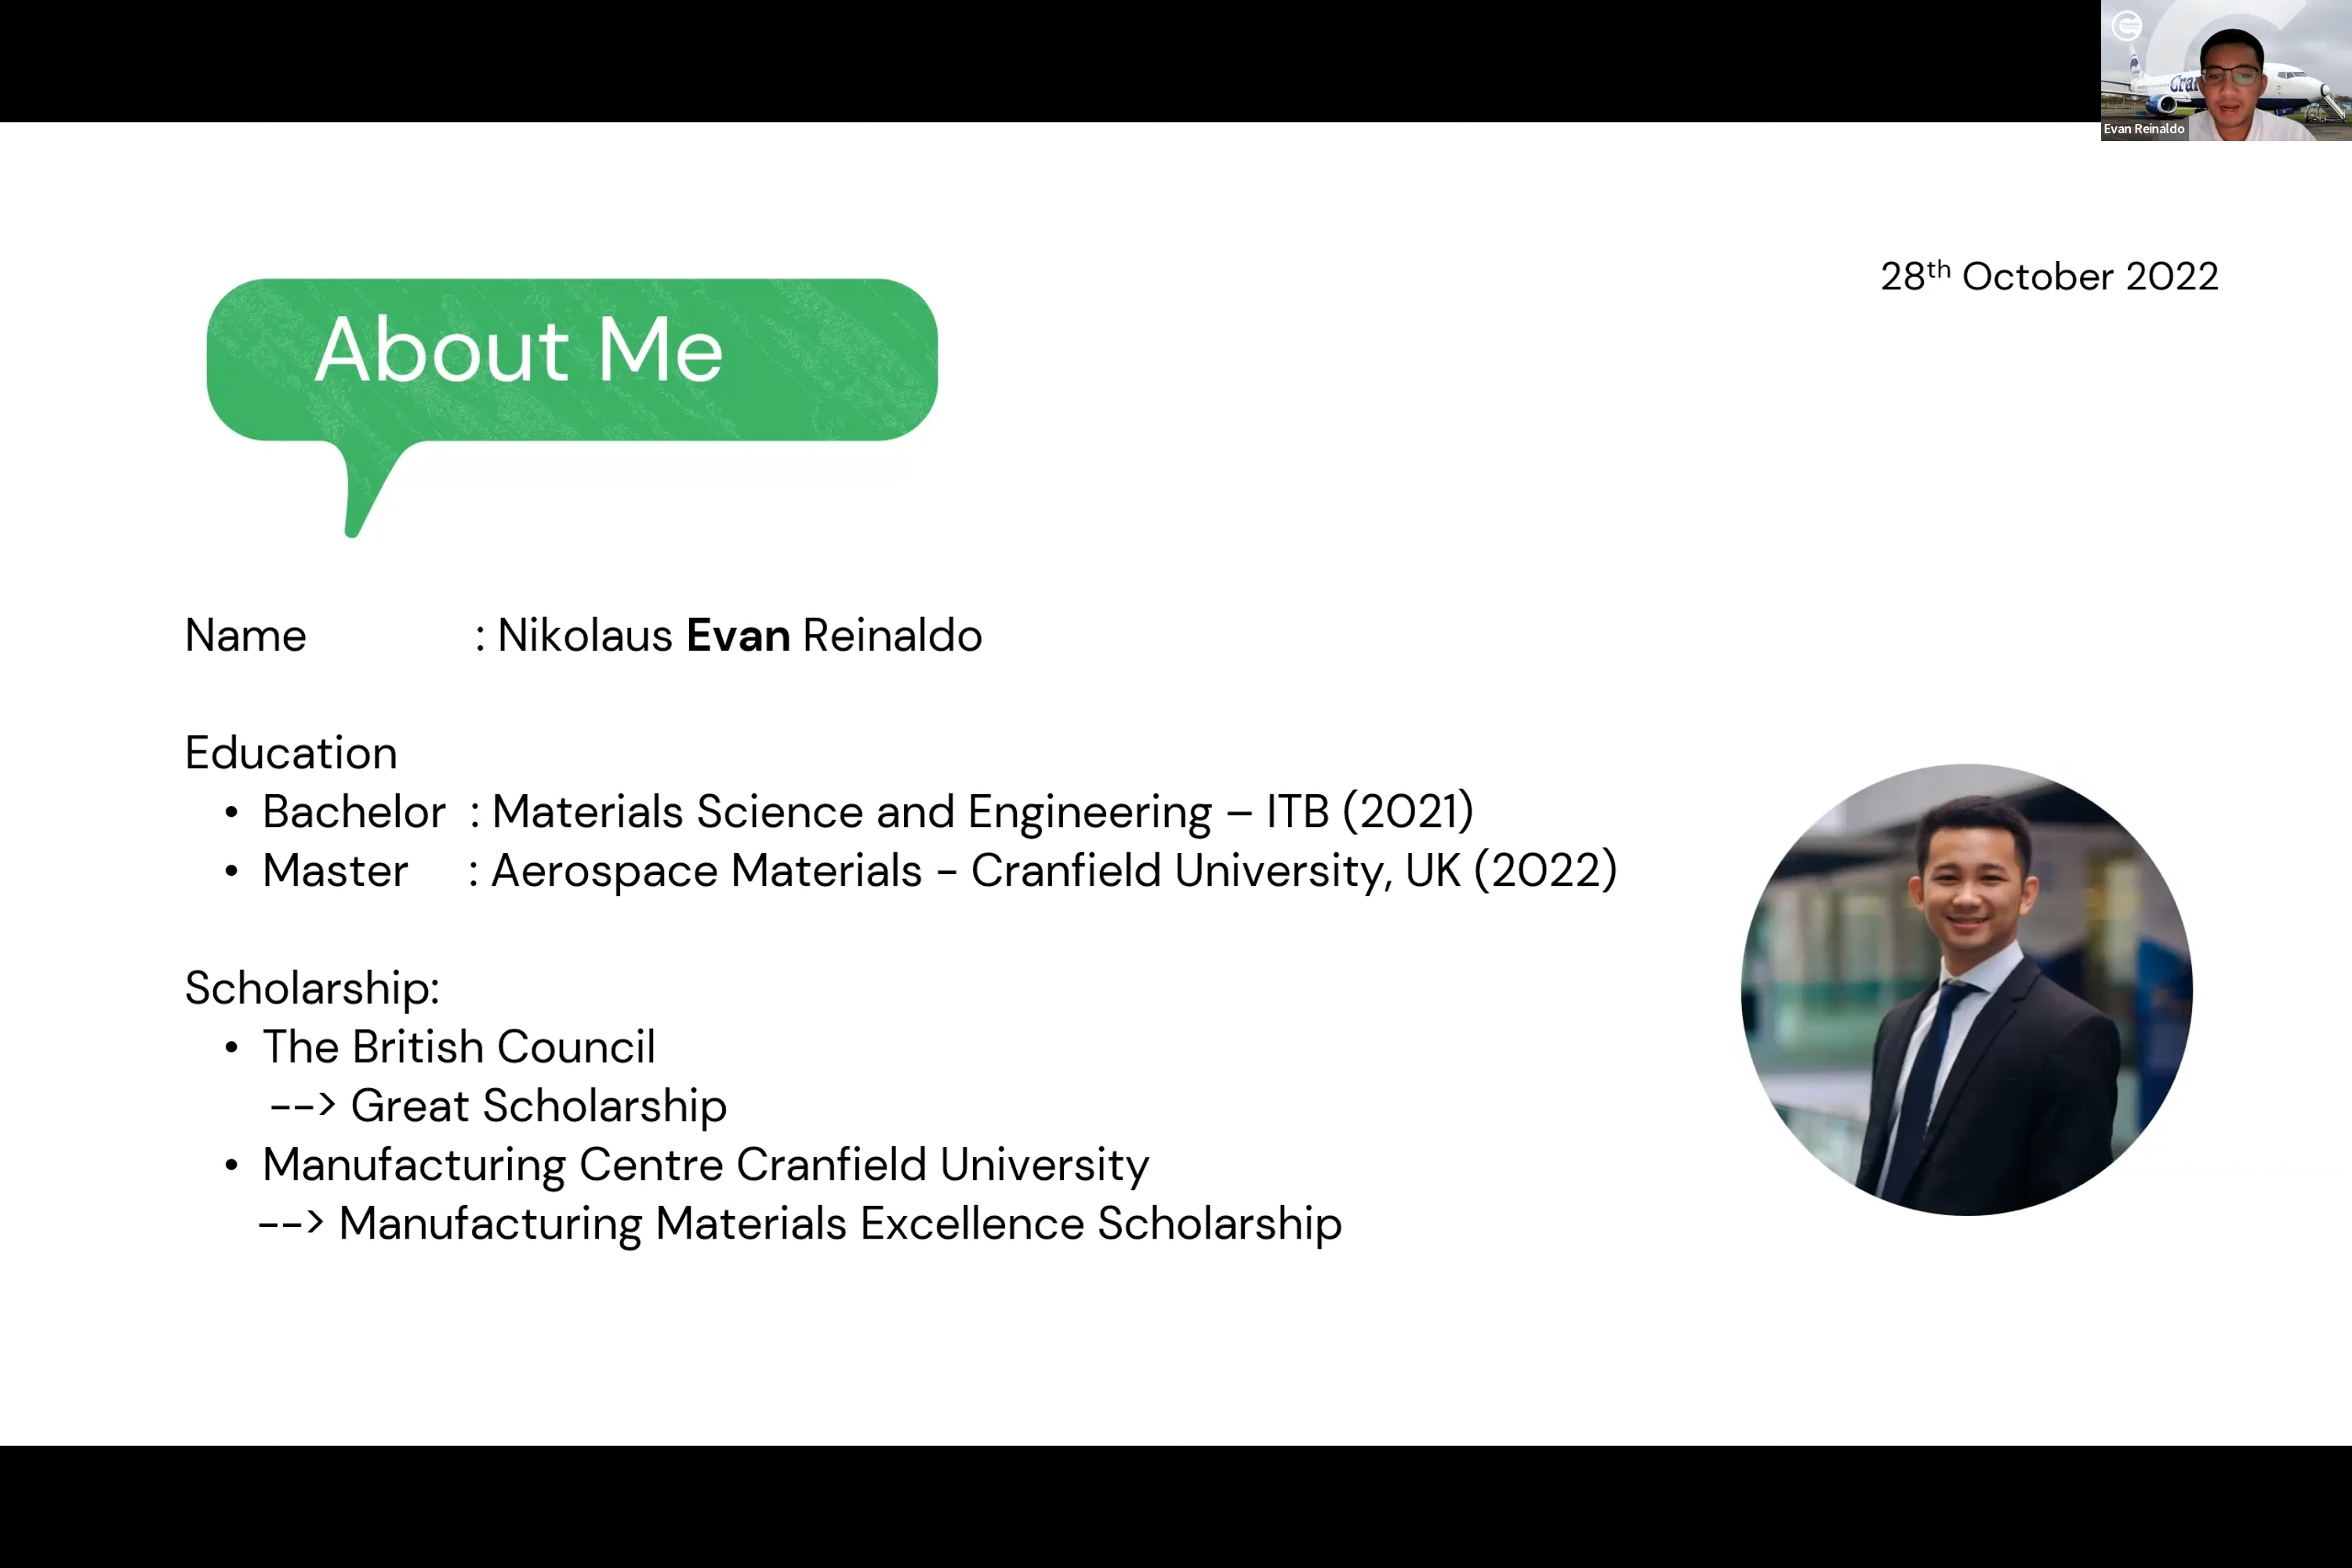 Evan Reinaldo
28th October 2022
About Me
Name : Nikolaus Evan Reinaldo
Education
• Bachelor : Materials Science and Engineering – ITB (2021)
• Master : Aerospace Materials - Cranfield University, UK (2022)
Scholarship:
• The British Council
--> Great Scholarship
• Manufacturing Centre Cranfield University
--> Manufacturing Materials Excellence Scholarship